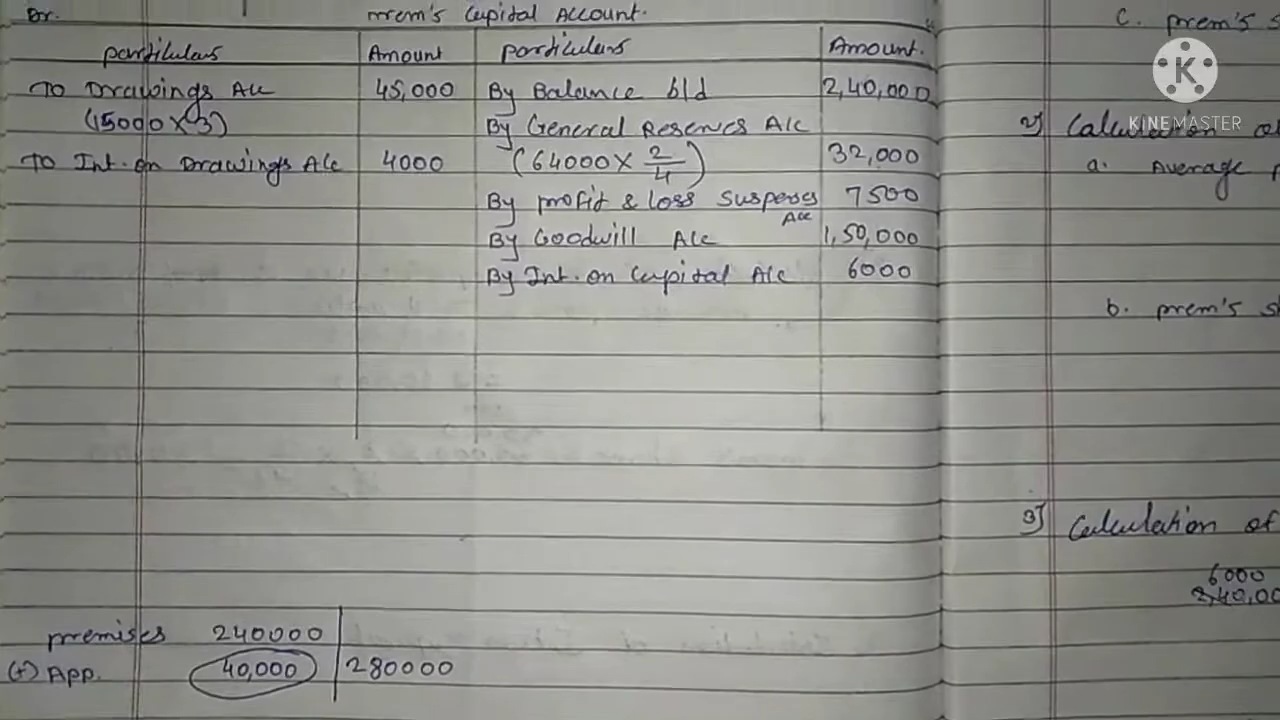 Dr. Prem's Capital Account.
particulars Amount particulars Amount.
To Drawings A/c 45,000 By Balance b/d 2,40,000
(15000 × 3) By General Reserves A/c
To Int. on Drawings A/c 4000 (64000 × 2/4) 32,000
By profit & loss suspense A/c 7500
By Goodwill A/c 1,50,000
By Int. on Capital A/c 6000
premises 240000
(+) App. 40,000 280000
c. prem's s
2) Calculation of
a. Average p
b. prem's s
3) Calculation of
6000
2,40,00
KINEMASTER